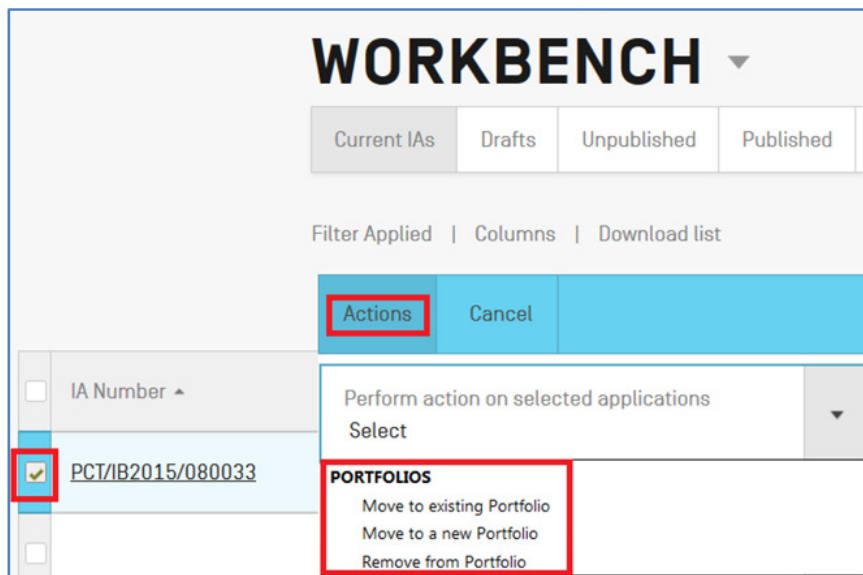 WORKBENCH
Current IAs Drafts Unpublished Published
Filter Applied | Columns | Download list
Actions Cancel
IA Number
Perform action on selected applications
Select
PCT/IB2015/080033
PORTFOLIOS
Move to existing Portfolio
Move to a new Portfolio
Remove from Portfolio